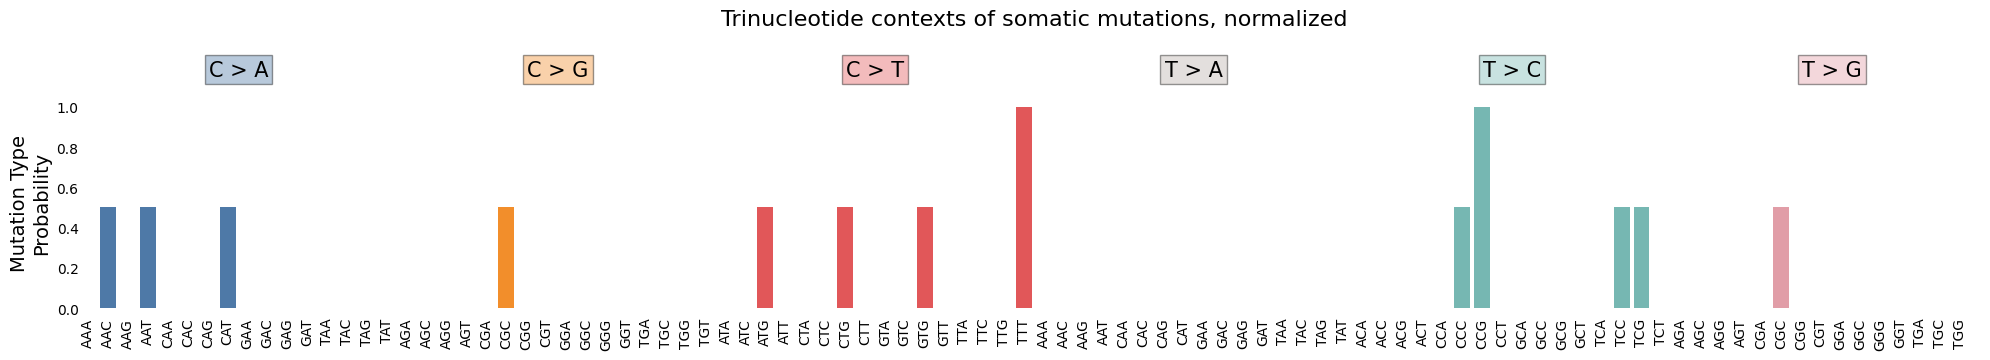 Trinucleotide contexts of somatic mutations, normalized
C > A
C > G
C > T
T > A
T > C
T > G
Mutation Type
Probability
1.0
0.8
0.6
0.4
0.2
0.0
AAA AAC AAG AAT CAA CAC CAG CAT GAA GAC GAG GAT TAA TAC TAG TAT AGA AGC AGG AGT CGA CGC CGG CGT GGA GGC GGG GGT TGA TGC TGG TGT ATA ATC ATG ATT CTA CTC CTG CTT GTA GTC GTG GTT TTA TTC TTG TTT AAA AAC AAG AAT CAA CAC CAG CAT GAA GAC GAG GAT TAA TAC TAG TAT ACA ACC ACG ACT CCA CCC CCG CCT GCA GCC GCG GCT TCA TCC TCG TCT AGA AGC AGG AGT CGA CGC CGG CGT GGA GGC GGG GGT TGA TGC TGG